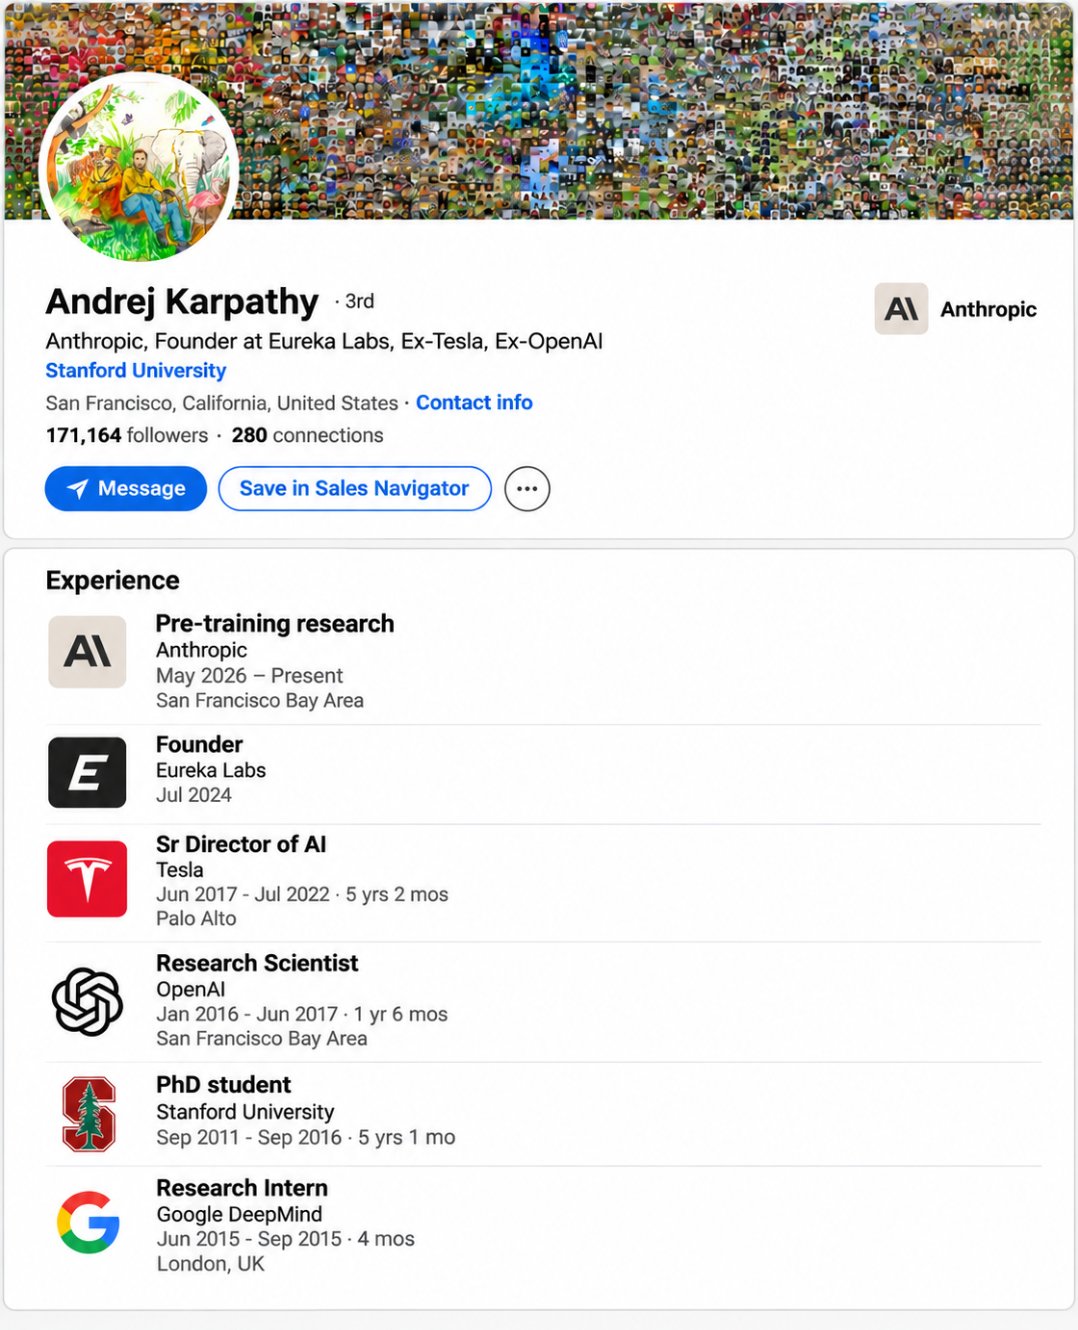 Andrej Karpathy · 3rd
Anthropic, Founder at Eureka Labs, Ex-Tesla, Ex-OpenAI
Stanford University
San Francisco, California, United States · Contact info
171,164 followers · 280 connections
Message
Save in Sales Navigator
AI Anthropic
Experience
AI
Pre-training research
Anthropic
May 2026 – Present
San Francisco Bay Area
E
Founder
Eureka Labs
Jul 2024
Sr Director of AI
Tesla
Jun 2017 - Jul 2022 · 5 yrs 2 mos
Palo Alto
Research Scientist
OpenAI
Jan 2016 - Jun 2017 · 1 yr 6 mos
San Francisco Bay Area
S
PhD student
Stanford University
Sep 2011 - Sep 2016 · 5 yrs 1 mo
G
Research Intern
Google DeepMind
Jun 2015 - Sep 2015 · 4 mos
London, UK